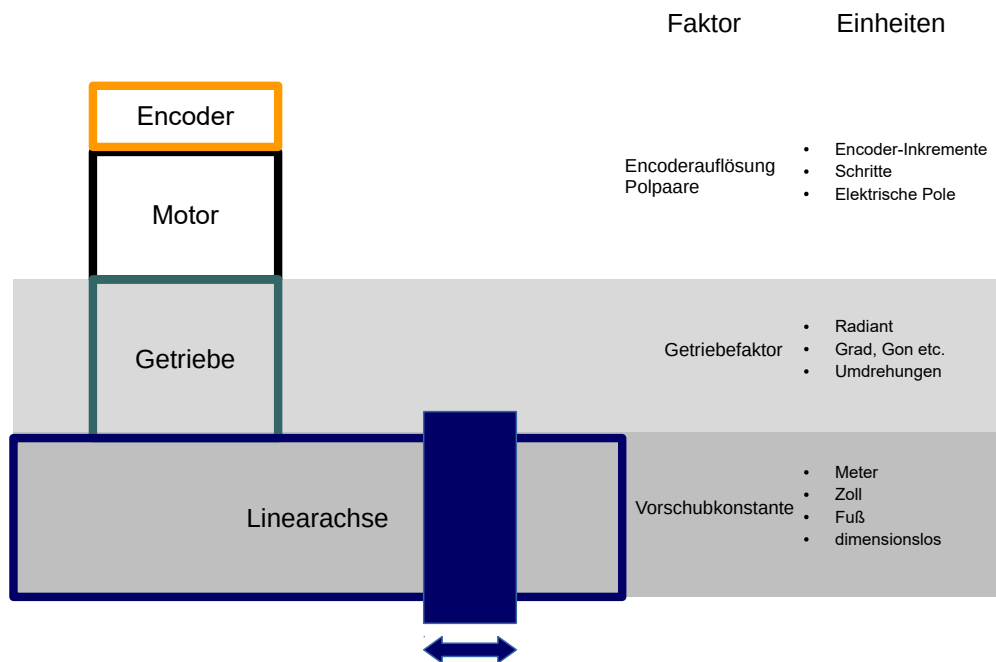 Faktor Einheiten
Encoder
Encoderauflösung
Polpaare
• Encoder-Inkremente
• Schritte
• Elektrische Pole
Motor
Getriebe
Getriebefaktor
• Radiant
• Grad, Gon etc.
• Umdrehungen
Linearachse
Vorschubkonstante
• Meter
• Zoll
• Fuß
• dimensionslos